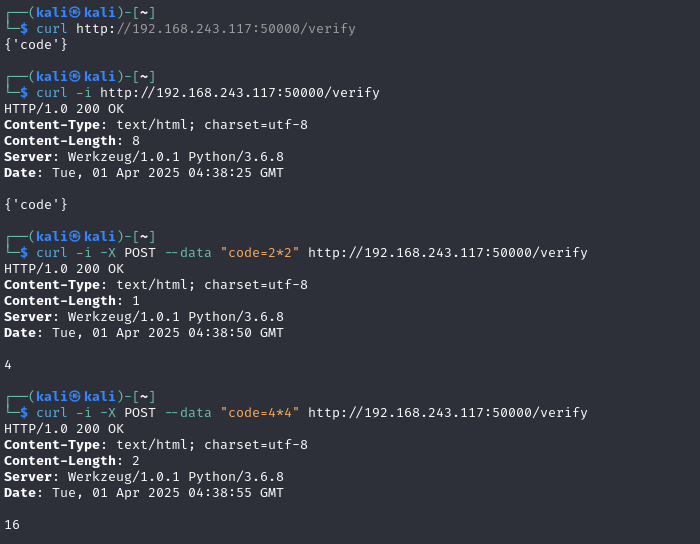 ┌──(kali㉿kali)-[~]
└─$ curl http://192.168.243.117:50000/verify
{'code'}
┌──(kali㉿kali)-[~]
└─$ curl -i http://192.168.243.117:50000/verify
HTTP/1.0 200 OK
Content-Type: text/html; charset=utf-8
Content-Length: 8
Server: Werkzeug/1.0.1 Python/3.6.8
Date: Tue, 01 Apr 2025 04:38:25 GMT
{'code'}
┌──(kali㉿kali)-[~]
└─$ curl -i -X POST --data "code=2*2" http://192.168.243.117:50000/verify
HTTP/1.0 200 OK
Content-Type: text/html; charset=utf-8
Content-Length: 1
Server: Werkzeug/1.0.1 Python/3.6.8
Date: Tue, 01 Apr 2025 04:38:50 GMT
4
┌──(kali㉿kali)-[~]
└─$ curl -i -X POST --data "code=4*4" http://192.168.243.117:50000/verify
HTTP/1.0 200 OK
Content-Type: text/html; charset=utf-8
Content-Length: 2
Server: Werkzeug/1.0.1 Python/3.6.8
Date: Tue, 01 Apr 2025 04:38:55 GMT
16